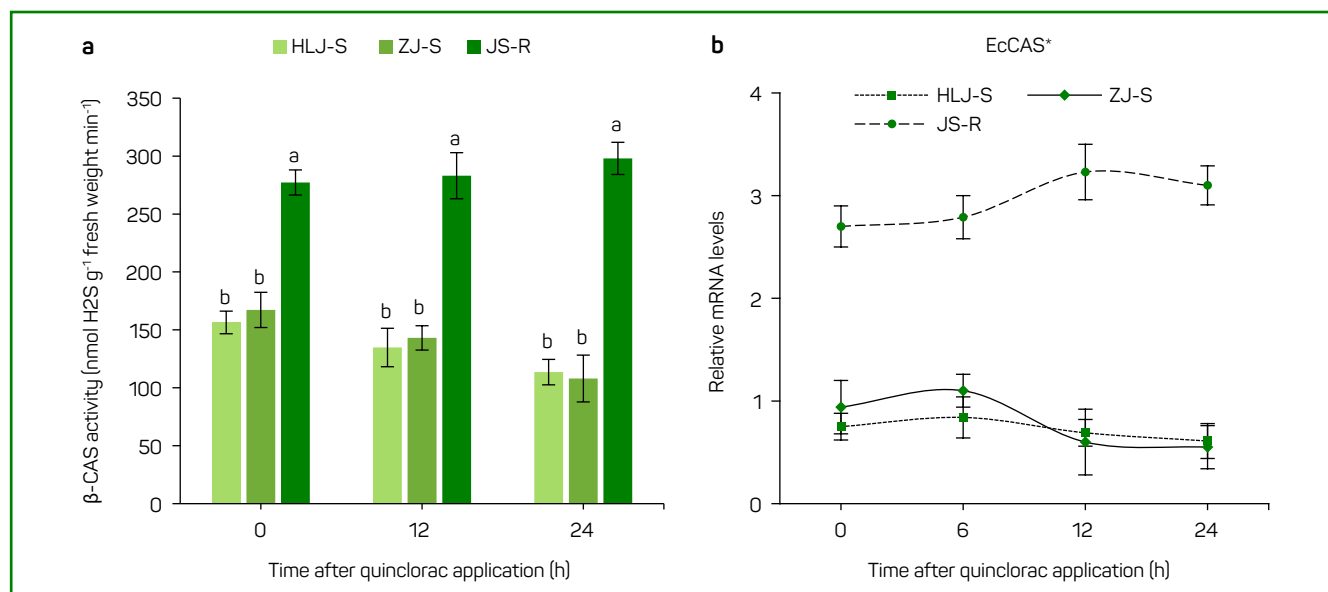 a
HLJ-S ZJ-S JS-R
β-CAS activity (nmol H2S g⁻¹ fresh weight min⁻¹)
350
300
250
200
150
100
50
0
b b a
b b a
b b a
0 12 24
Time after quinclorac application (h)
b
EcCAS*
HLJ-S ZJ-S
JS-R
Relative mRNA levels
4
3
2
1
0
0 6 12 24
Time after quinclorac application (h)